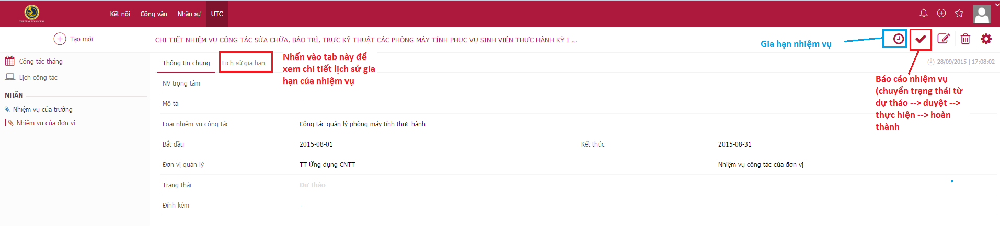 Kết nối Công văn Nhân sự UTC
THE WAY TO SUCESS
Tạo mới
CHI TIẾT NHIỆM VỤ CÔNG TÁC SỬA CHỮA, BẢO TRÌ, TRỰC KỸ THUẬT CÁC PHÒNG MÁY TÍNH PHỤC VỤ SINH VIÊN THỰC HÀNH KỲ I ...
Gia hạn nhiệm vụ
Công tác tháng
Lịch công tác
NHÃN
Nhiệm vụ của trường
Nhiệm vụ của đơn vị
Thông tin chung Lịch sử gia hạn
Nhấn vào tab này để
xem chi tiết lịch sử gia
hạn của nhiệm vụ
28/09/2015 | 17:08:02
Báo cáo nhiệm vụ
(chuyển trạng thái từ
dự thảo --> duyệt -->
thực hiện --> hoàn
thành
NV trọng tâm
Mô tả -
Loại nhiệm vụ công tác Công tác quản lý phòng máy tính thực hành
Bắt đầu 2015-08-01 Kết thúc 2015-08-31
Đơn vị quản lý TT Ứng dụng CNTT Nhiệm vụ công tác của đơn vị
Trạng thái Dự thảo
Đính kèm -